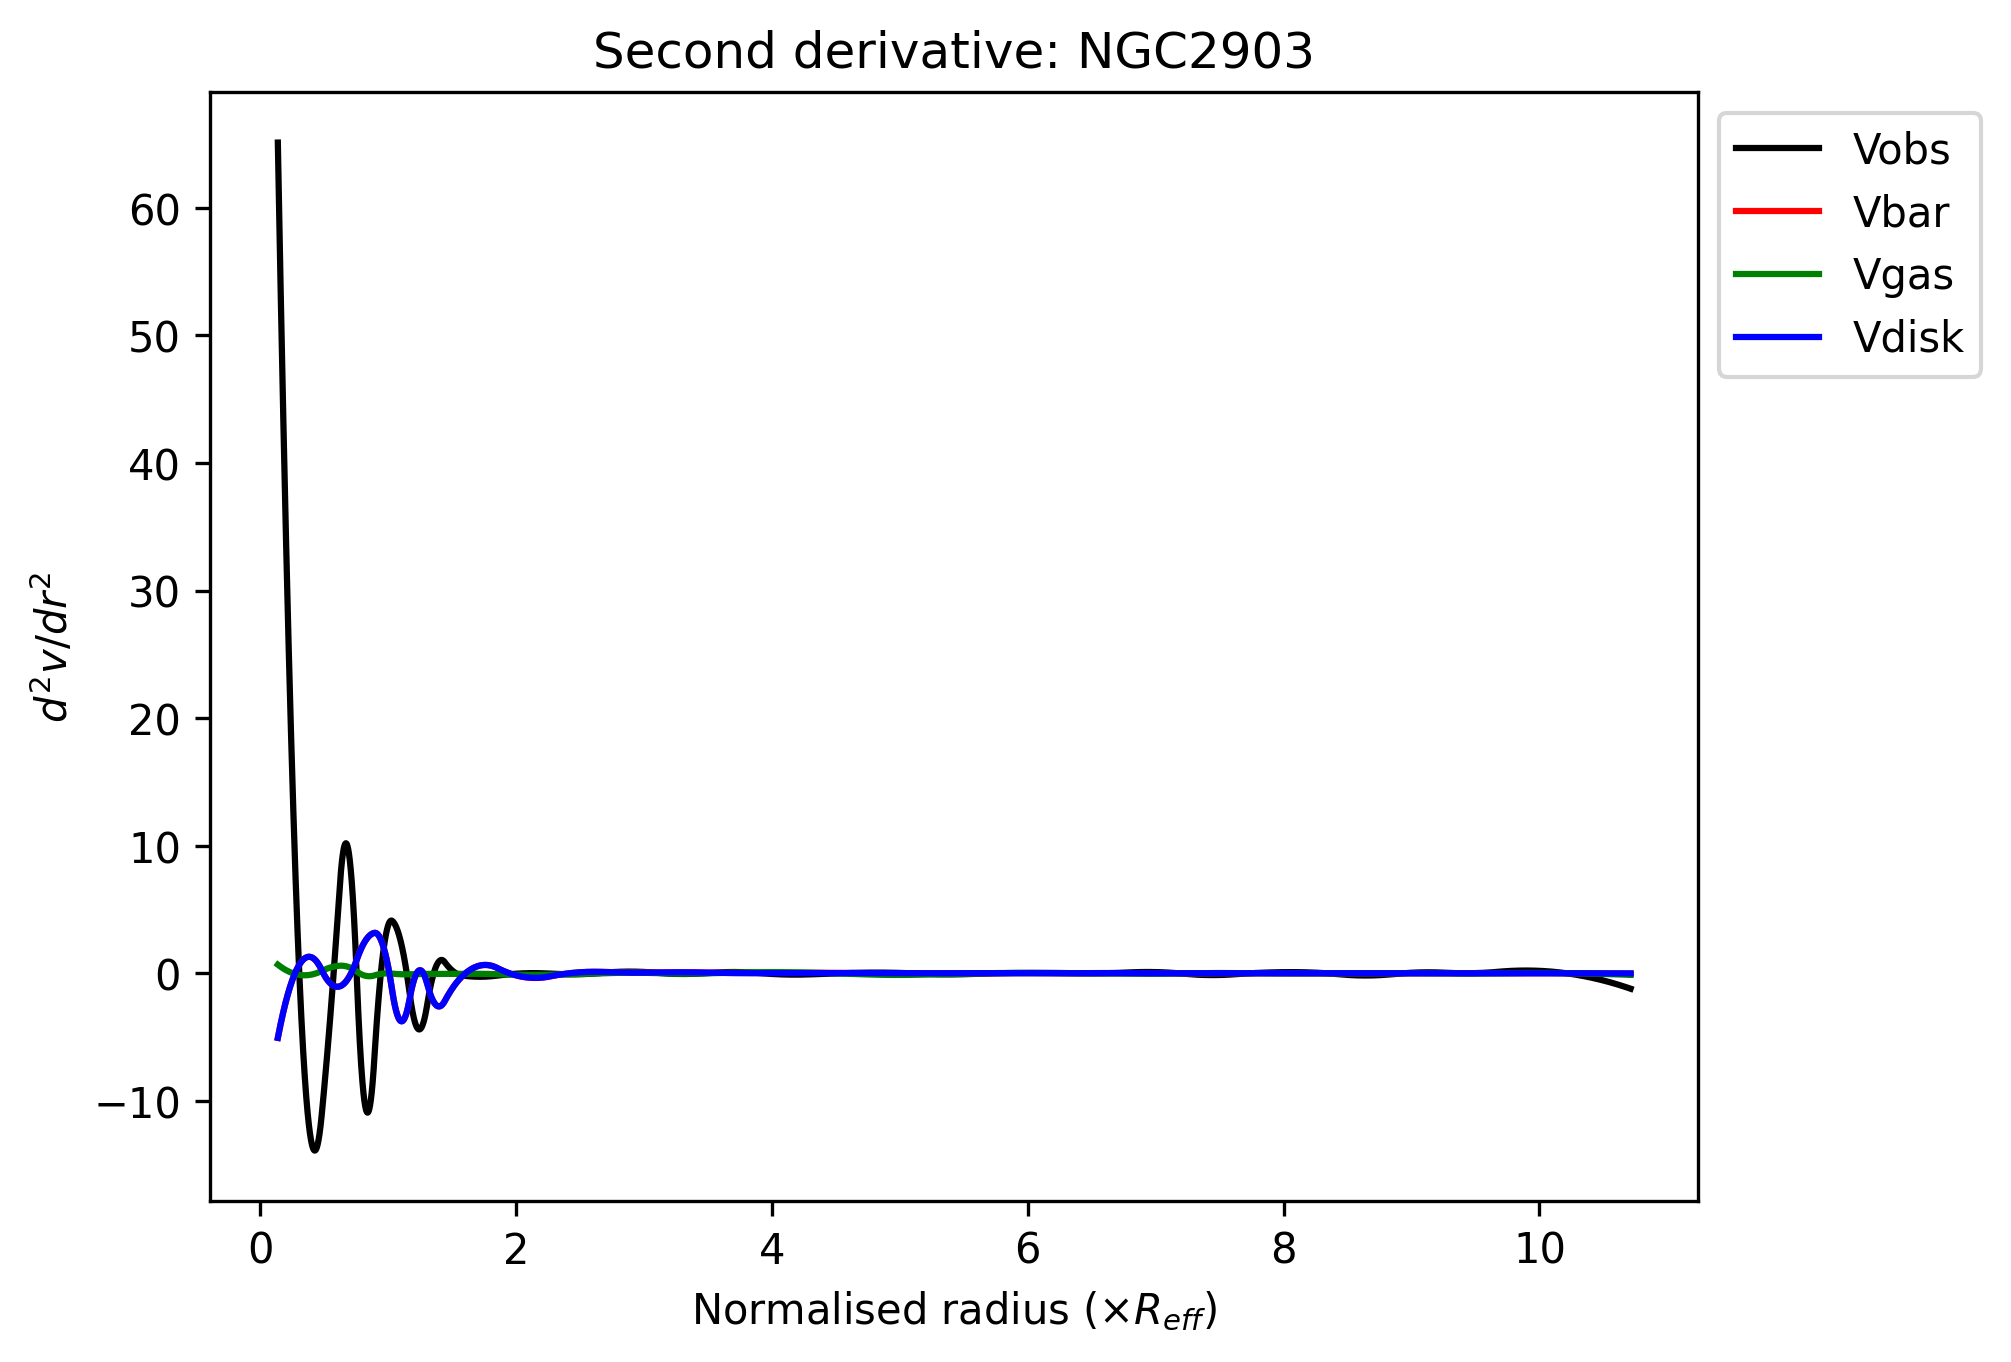 Second derivative: NGC2903
Vobs
Vbar
Vgas
Vdisk
60
50
40
30
20
10
0
−10
d²v/dr²
0 2 4 6 8 10
Normalised radius (×R_eff)